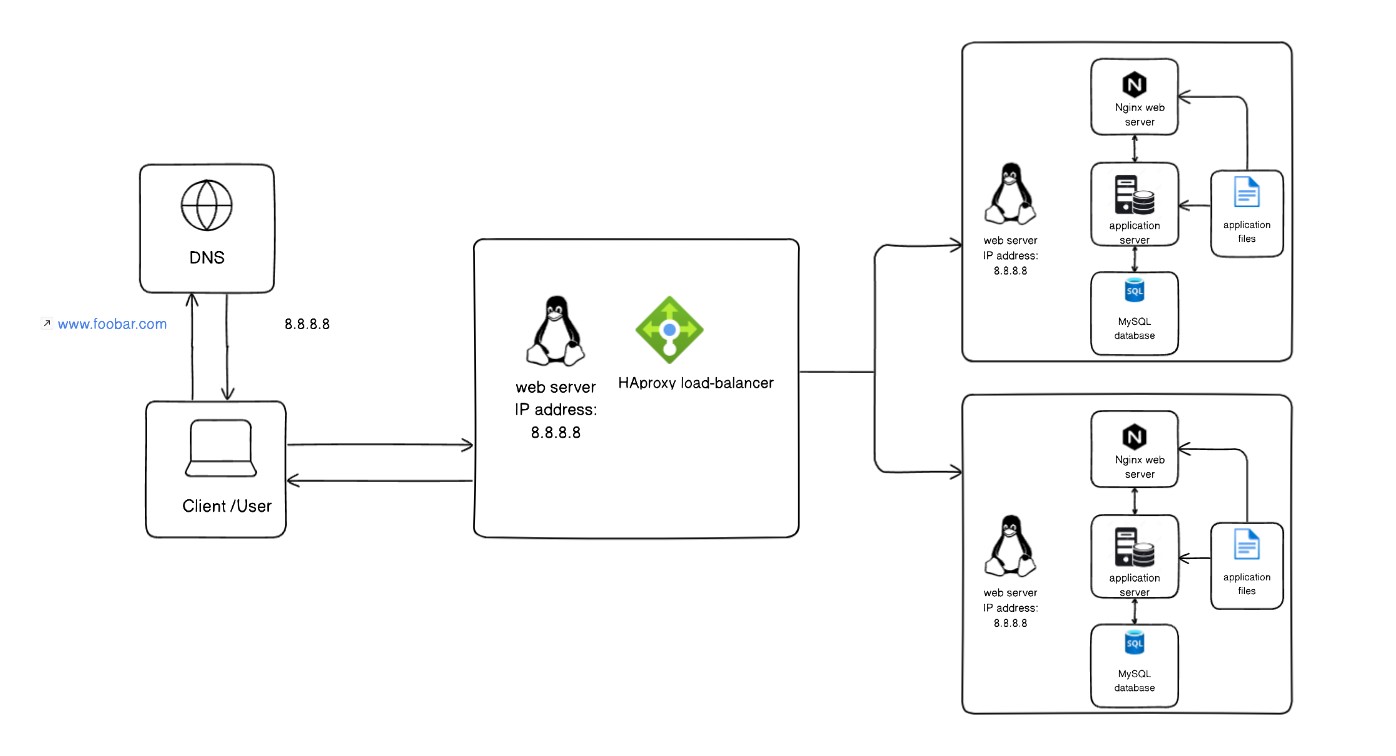 DNS
www.foobar.com
8.8.8.8
Client /User
web server
IP address:
8.8.8.8
HAproxy load-balancer
N
Nginx web
server
web server
IP address:
8.8.8.8
application
server
application
files
SQL
MySQL
database
N
Nginx web
server
web server
IP address:
8.8.8.8
application
server
application
files
SQL
MySQL
database